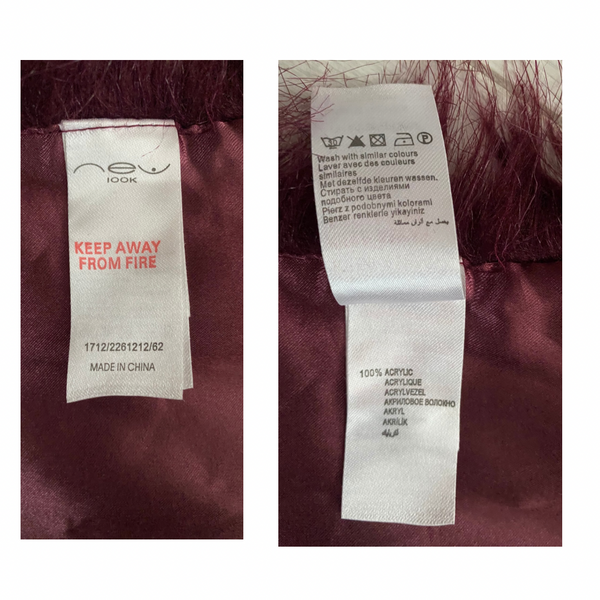 new
look
KEEP AWAY
FROM FIRE
1712/2261212/62
MADE IN CHINA
Wash with similar colours
Laver avec des couleurs
similaires
Met dezelfde kleuren wassen.
Стирать с изделиями
подобного цвета
Pierz z podobnymi kolorami
Benzer renklerle yikayiniz
100% ACRYLIC
ACRYLIQUE
ACRYLVEZEL
АКРИЛОВОЕ ВОЛОКНО
AKRYL
AKRİLİK